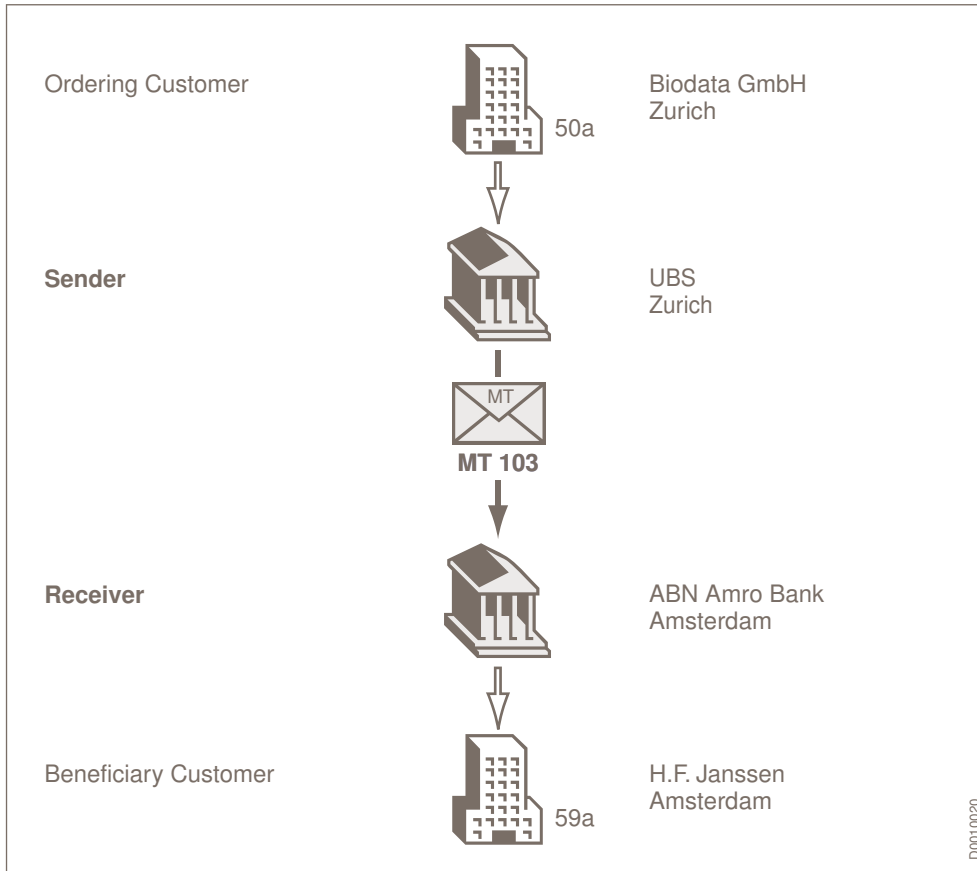 Ordering Customer
50a
Biodata GmbH
Zurich
Sender
UBS
Zurich
MT
MT 103
Receiver
ABN Amro Bank
Amsterdam
Beneficiary Customer
59a
H.F. Janssen
Amsterdam
D0010020